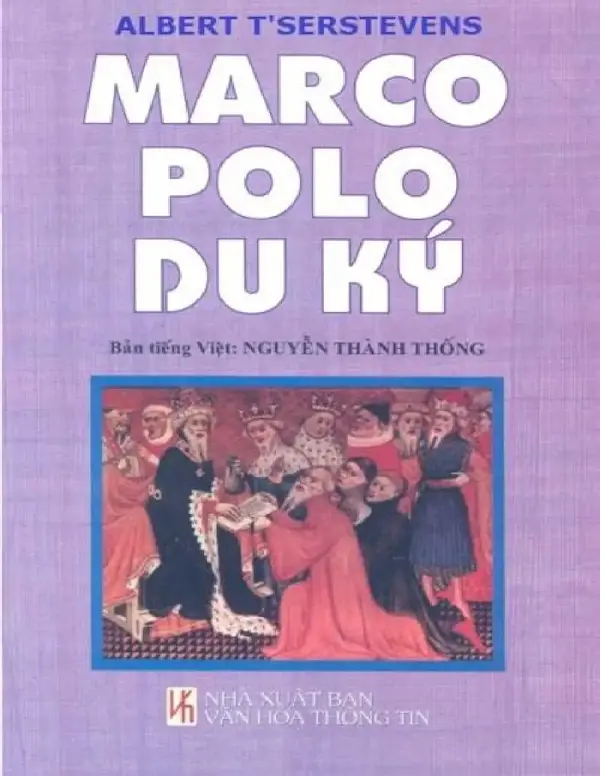 ALBERT T'SERSTEVENS
MARCO
POLO
DU KÝ
Bản tiếng Việt: NGUYỄN THÀNH THỐNG
NHÀ XUẤT BẢN
VĂN HÓA THÔNG TIN